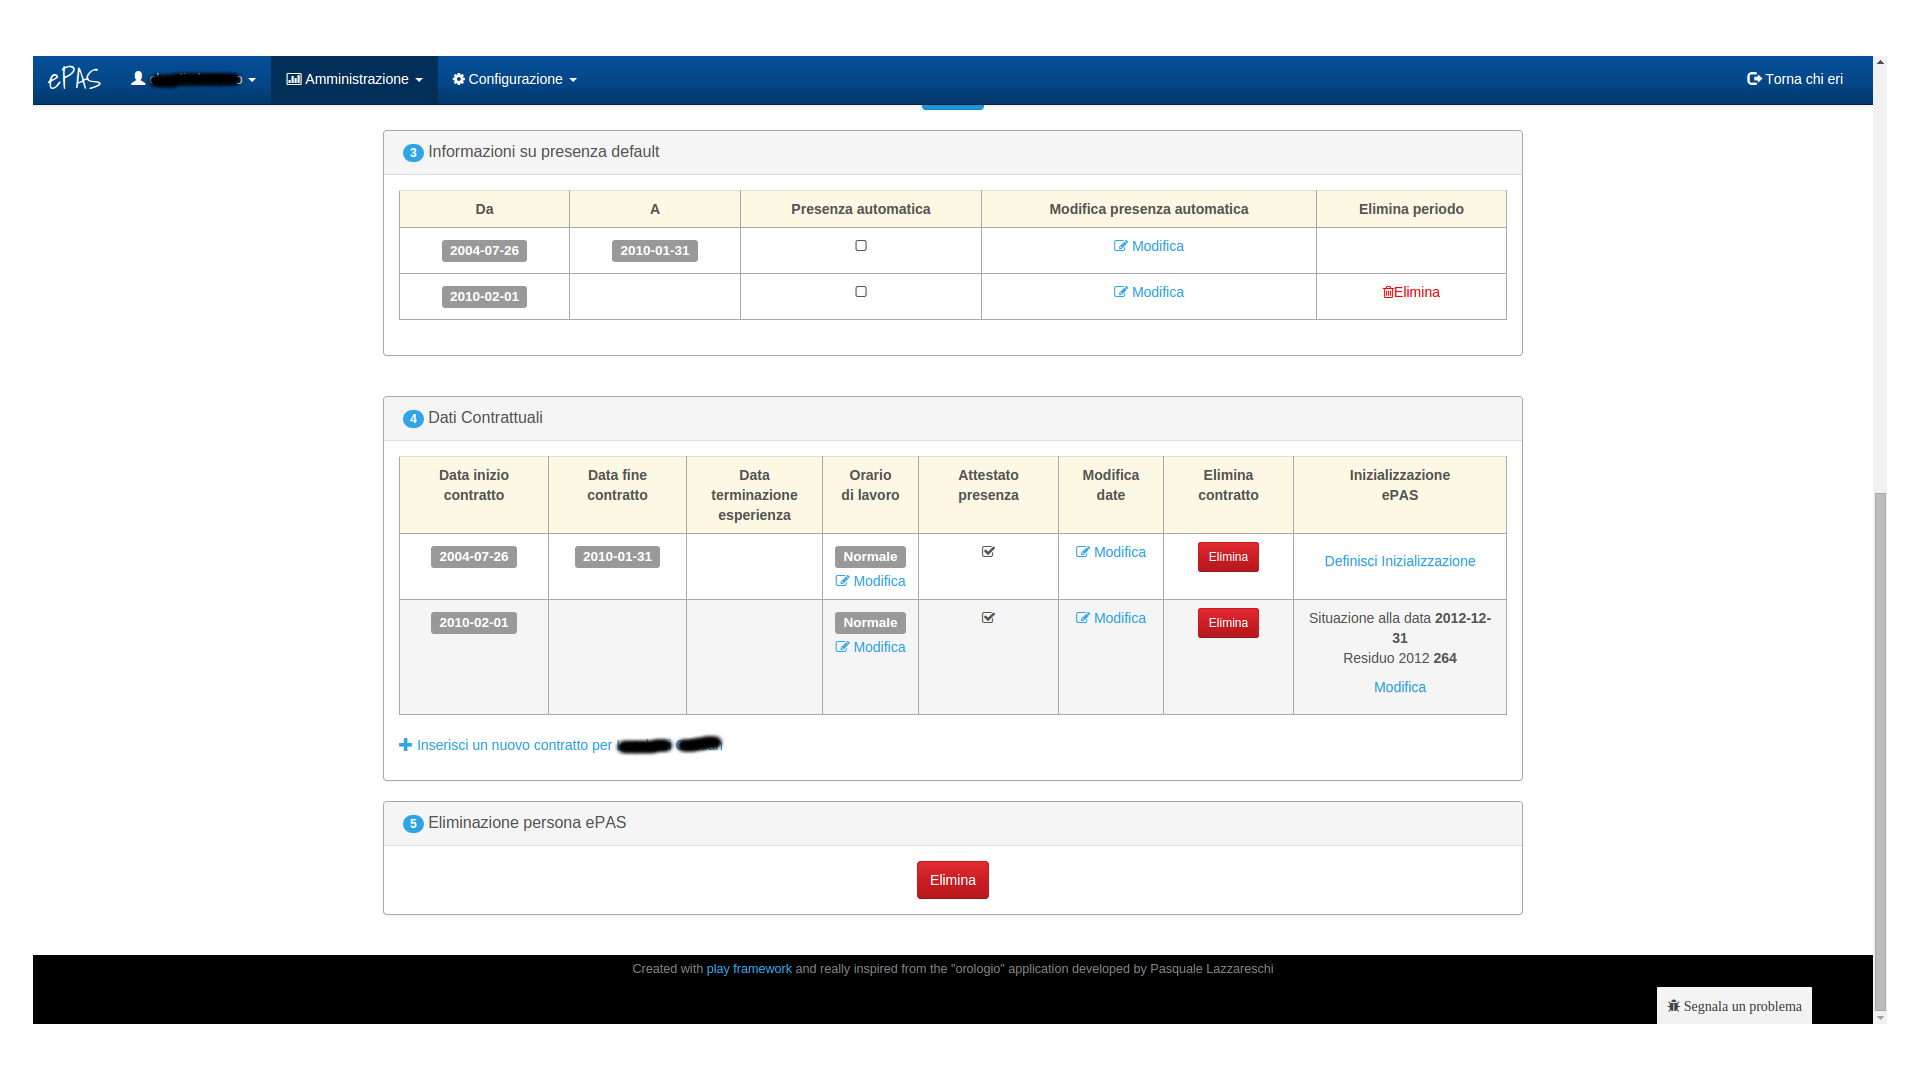 ePAS
Amministrazione
Configurazione
Torna chi eri
3 Informazioni su presenza default
Da A Presenza automatica Modifica presenza automatica Elimina periodo
2004-07-26 2010-01-31 Modifica
2010-02-01 Modifica Elimina
4 Dati Contrattuali
Data inizio contratto Data fine contratto Data terminazione esperienza Orario di lavoro Attestato presenza Modifica date Elimina contratto Inizializzazione ePAS
2004-07-26 2010-01-31 Normale Modifica Modifica Elimina Definisci Inizializzazione
2010-02-01 Normale Modifica Modifica Elimina Situazione alla data 2012-12-31
Residuo 2012 264
Modifica
Inserisci un nuovo contratto per
5 Eliminazione persona ePAS
Elimina
Created with play framework and really inspired from the "orologio" application developed by Pasquale Lazzareschi
Segnala un problema